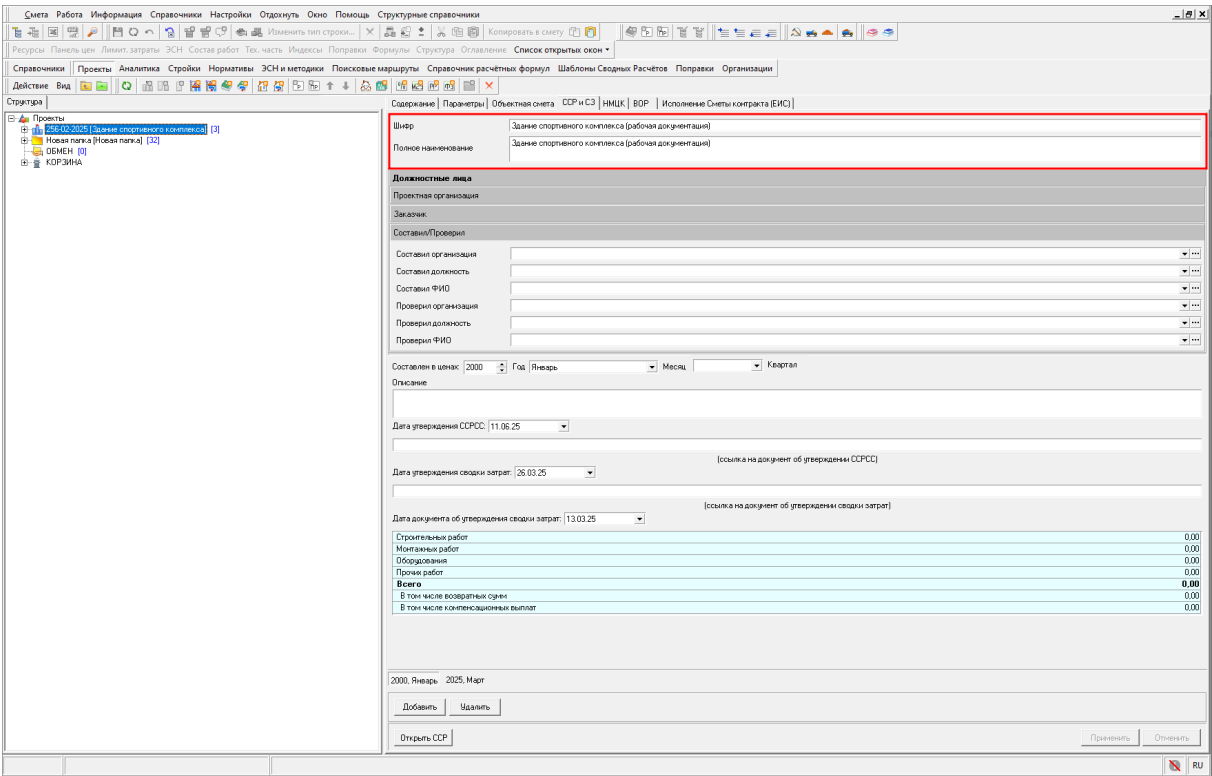 Смета Работа Информация Справочники Настройки Отдохнуть Окно Помощь Структурные справочники
Изменить тип строки... Копировать в смету
Ресурсы Панель цен Лимит. затраты ЭСН Состав работ Тех. часть Индексы Поправки Формулы Структура Оглавление Список открытых окон
Справочники Проекты Аналитика Стройки Нормативы ЭСН и методики Поисковые маршруты Справочник расчётных формул Шаблоны Сводных Расчётов Поправки Организации
Действие Вид
Структура
Проекты
256-02-2025 [Здание спортивного комплекса] [3]
Новая папка [Новая папка] [32]
ОБМЕН [0]
КОРЗИНА
Содержание Параметры Объектная смета ССР и СЗ НМЦК ВОР Исполнение Сметы контракта (ЕИС)
Шифр Здание спортивного комплекса (рабочая документация)
Полное наименование Здание спортивного комплекса (рабочая документация)
Должностные лица
Проектная организация
Заказчик
Составил/Проверил
Составил организация
Составил должность
Составил ФИО
Проверил организация
Проверил должность
Проверил ФИО
Составлен в ценах 2000 Год Январь Месяц Квартал
Описание
Дата утверждения ССРСС: 11.06.25
(ссылка на документ об утверждении ССРСС)
Дата утверждения сводки затрат: 26.03.25
(ссылка на документ об утверждении сводки затрат)
Дата документа об утверждения сводки затрат: 13.03.25
Строительных работ 0,00
Монтажных работ 0,00
Оборудования 0,00
Прочих работ 0,00
Всего 0,00
В том числе возвратных сумм 0,00
В том числе компенсационных выплат 0,00
2000, Январь 2025, Март
Добавить Удалить
Открыть ССР Применить Отменить
RU